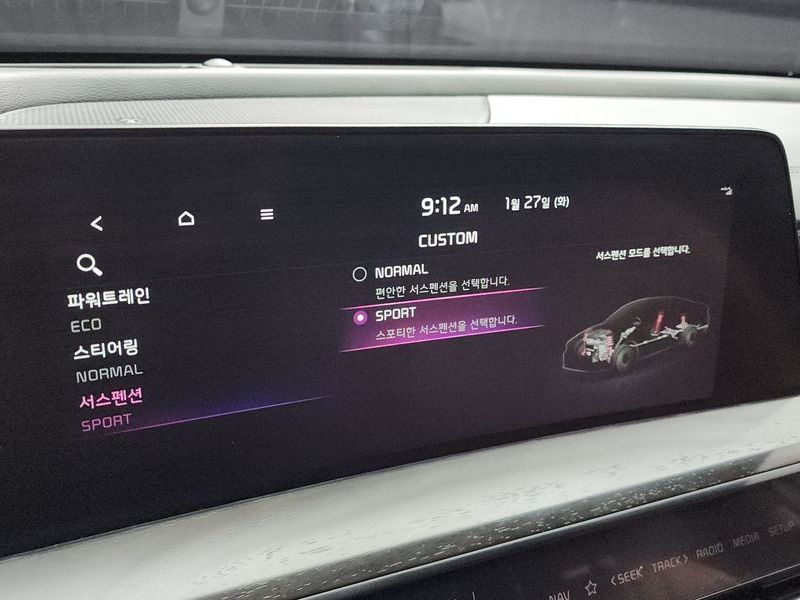 9:12 AM 1월 27일 (화)
CUSTOM
파워트레인
ECO
스티어링
NORMAL
서스펜션
SPORT
NORMAL
편안한 서스펜션을 선택합니다.
SPORT
스포티한 서스펜션을 선택합니다.
서스펜션 모드를 선택합니다.
NAV ☆ <SEEK TRACK> RADIO MEDIA SETUP